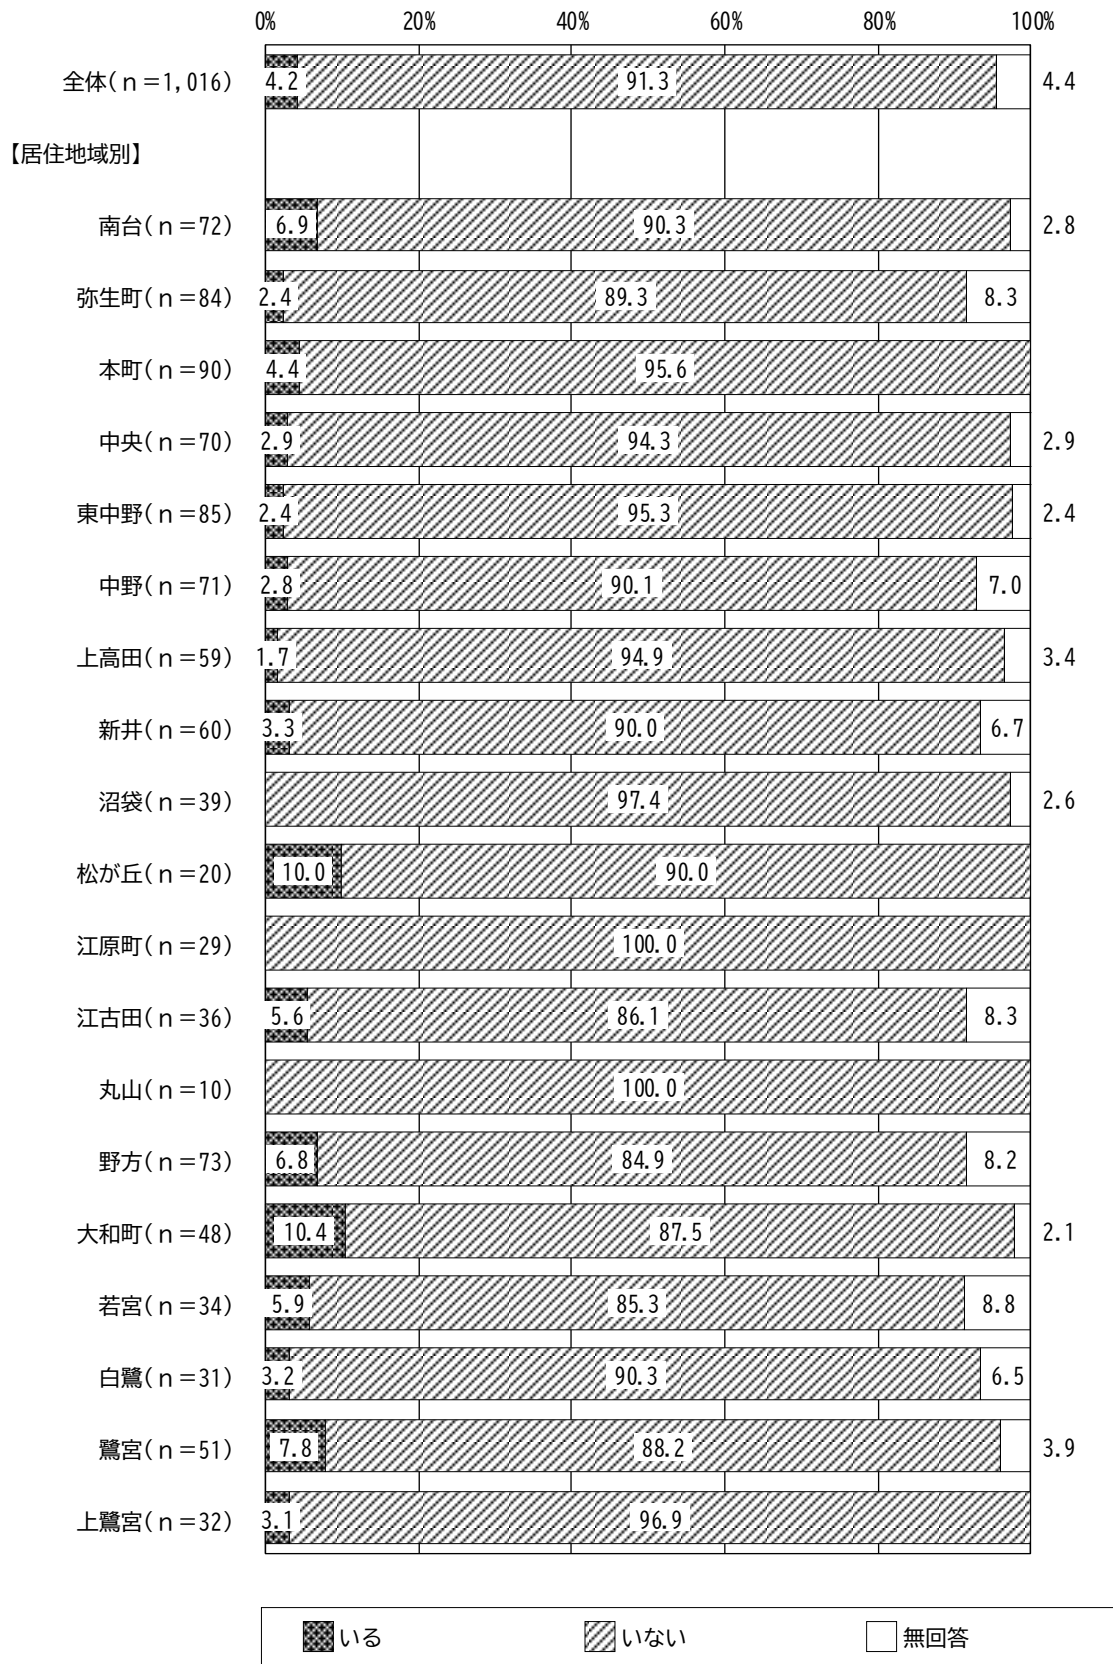 0% 20% 40% 60% 80% 100%
全体(ｎ＝1,016) 4.2 91.3 4.4
【居住地域別】
南台(ｎ＝72) 6.9 90.3 2.8
弥生町(ｎ＝84) 2.4 89.3 8.3
本町(ｎ＝90) 4.4 95.6
中央(ｎ＝70) 2.9 94.3 2.9
東中野(ｎ＝85) 2.4 95.3 2.4
中野(ｎ＝71) 2.8 90.1 7.0
上高田(ｎ＝59) 1.7 94.9 3.4
新井(ｎ＝60) 3.3 90.0 6.7
沼袋(ｎ＝39) 97.4 2.6
松が丘(ｎ＝20) 10.0 90.0
江原町(ｎ＝29) 100.0
江古田(ｎ＝36) 5.6 86.1 8.3
丸山(ｎ＝10) 100.0
野方(ｎ＝73) 6.8 84.9 8.2
大和町(ｎ＝48) 10.4 87.5 2.1
若宮(ｎ＝34) 5.9 85.3 8.8
白鷺(ｎ＝31) 3.2 90.3 6.5
鷺宮(ｎ＝51) 7.8 88.2 3.9
上鷺宮(ｎ＝32) 3.1 96.9
いる いない 無回答